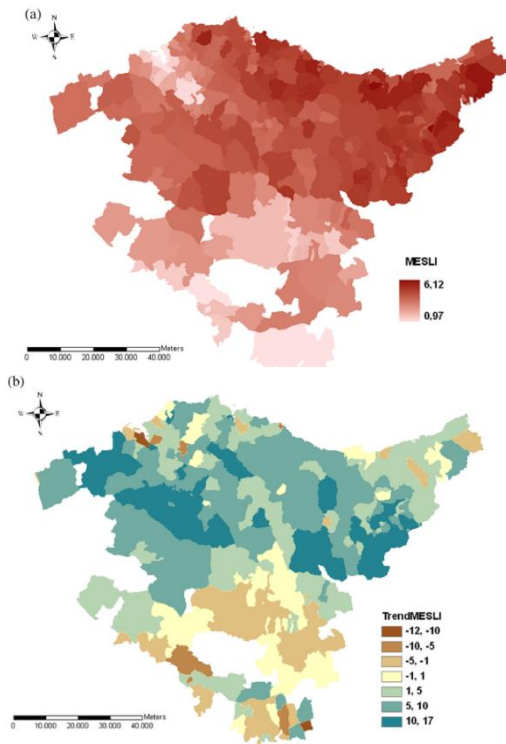 (a)
N
W E
S
MESLI
6,12
0,97
Meters
0 10.000 20.000 30.000 40.000
(b)
N
W E
S
TrendMESLI
-12, -10
-10, -5
-5, -1
-1, 1
1, 5
5, 10
10, 17
Meters
0 10.000 20.000 30.000 40.000